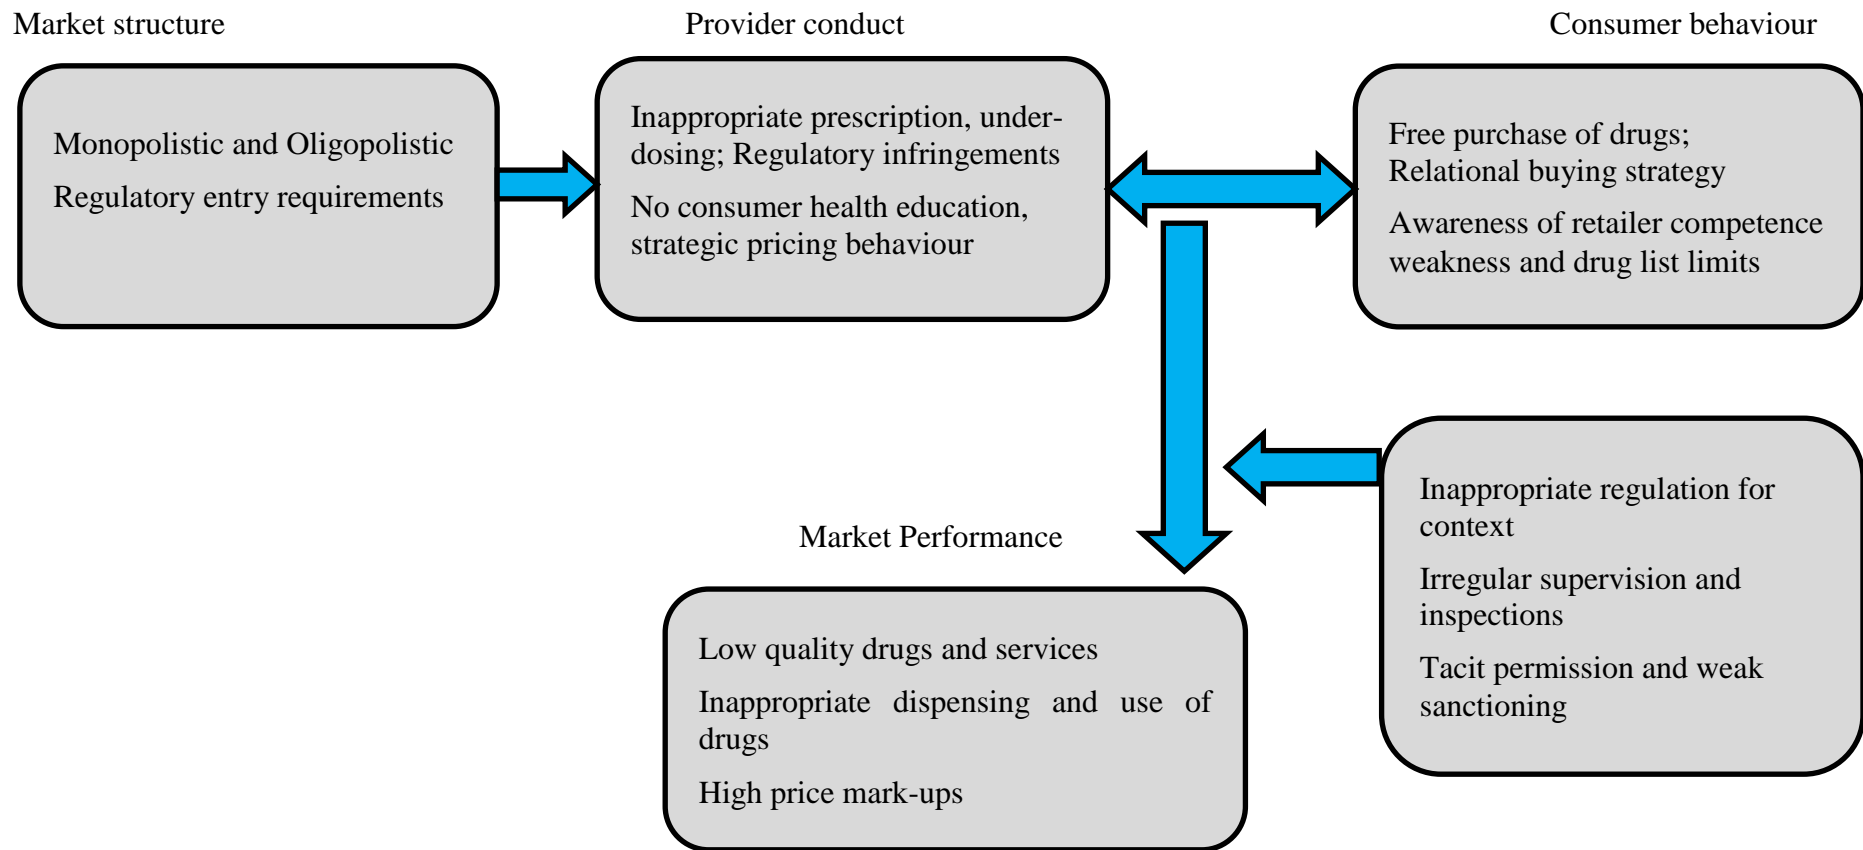 Market structure
Provider conduct
Consumer behaviour
Monopolistic and Oligopolistic
Regulatory entry requirements
Inappropriate prescription, under-
dosing; Regulatory infringements
No consumer health education,
strategic pricing behaviour
Free purchase of drugs;
Relational buying strategy
Awareness of retailer competence
weakness and drug list limits
Inappropriate regulation for
context
Irregular supervision and
inspections
Tacit permission and weak
sanctioning
Market Performance
Low quality drugs and services
Inappropriate dispensing and use of
drugs
High price mark-ups